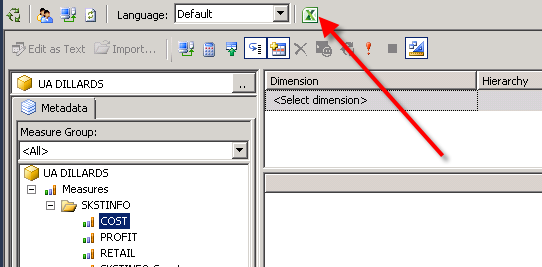 Language: Default
Edit as Text Import...
UA DILLARDS ..
Dimension Hierarchy
<Select dimension>
Metadata
Measure Group:
<All>
UA DILLARDS
Measures
SKSTINFO
COST
PROFIT
RETAIL